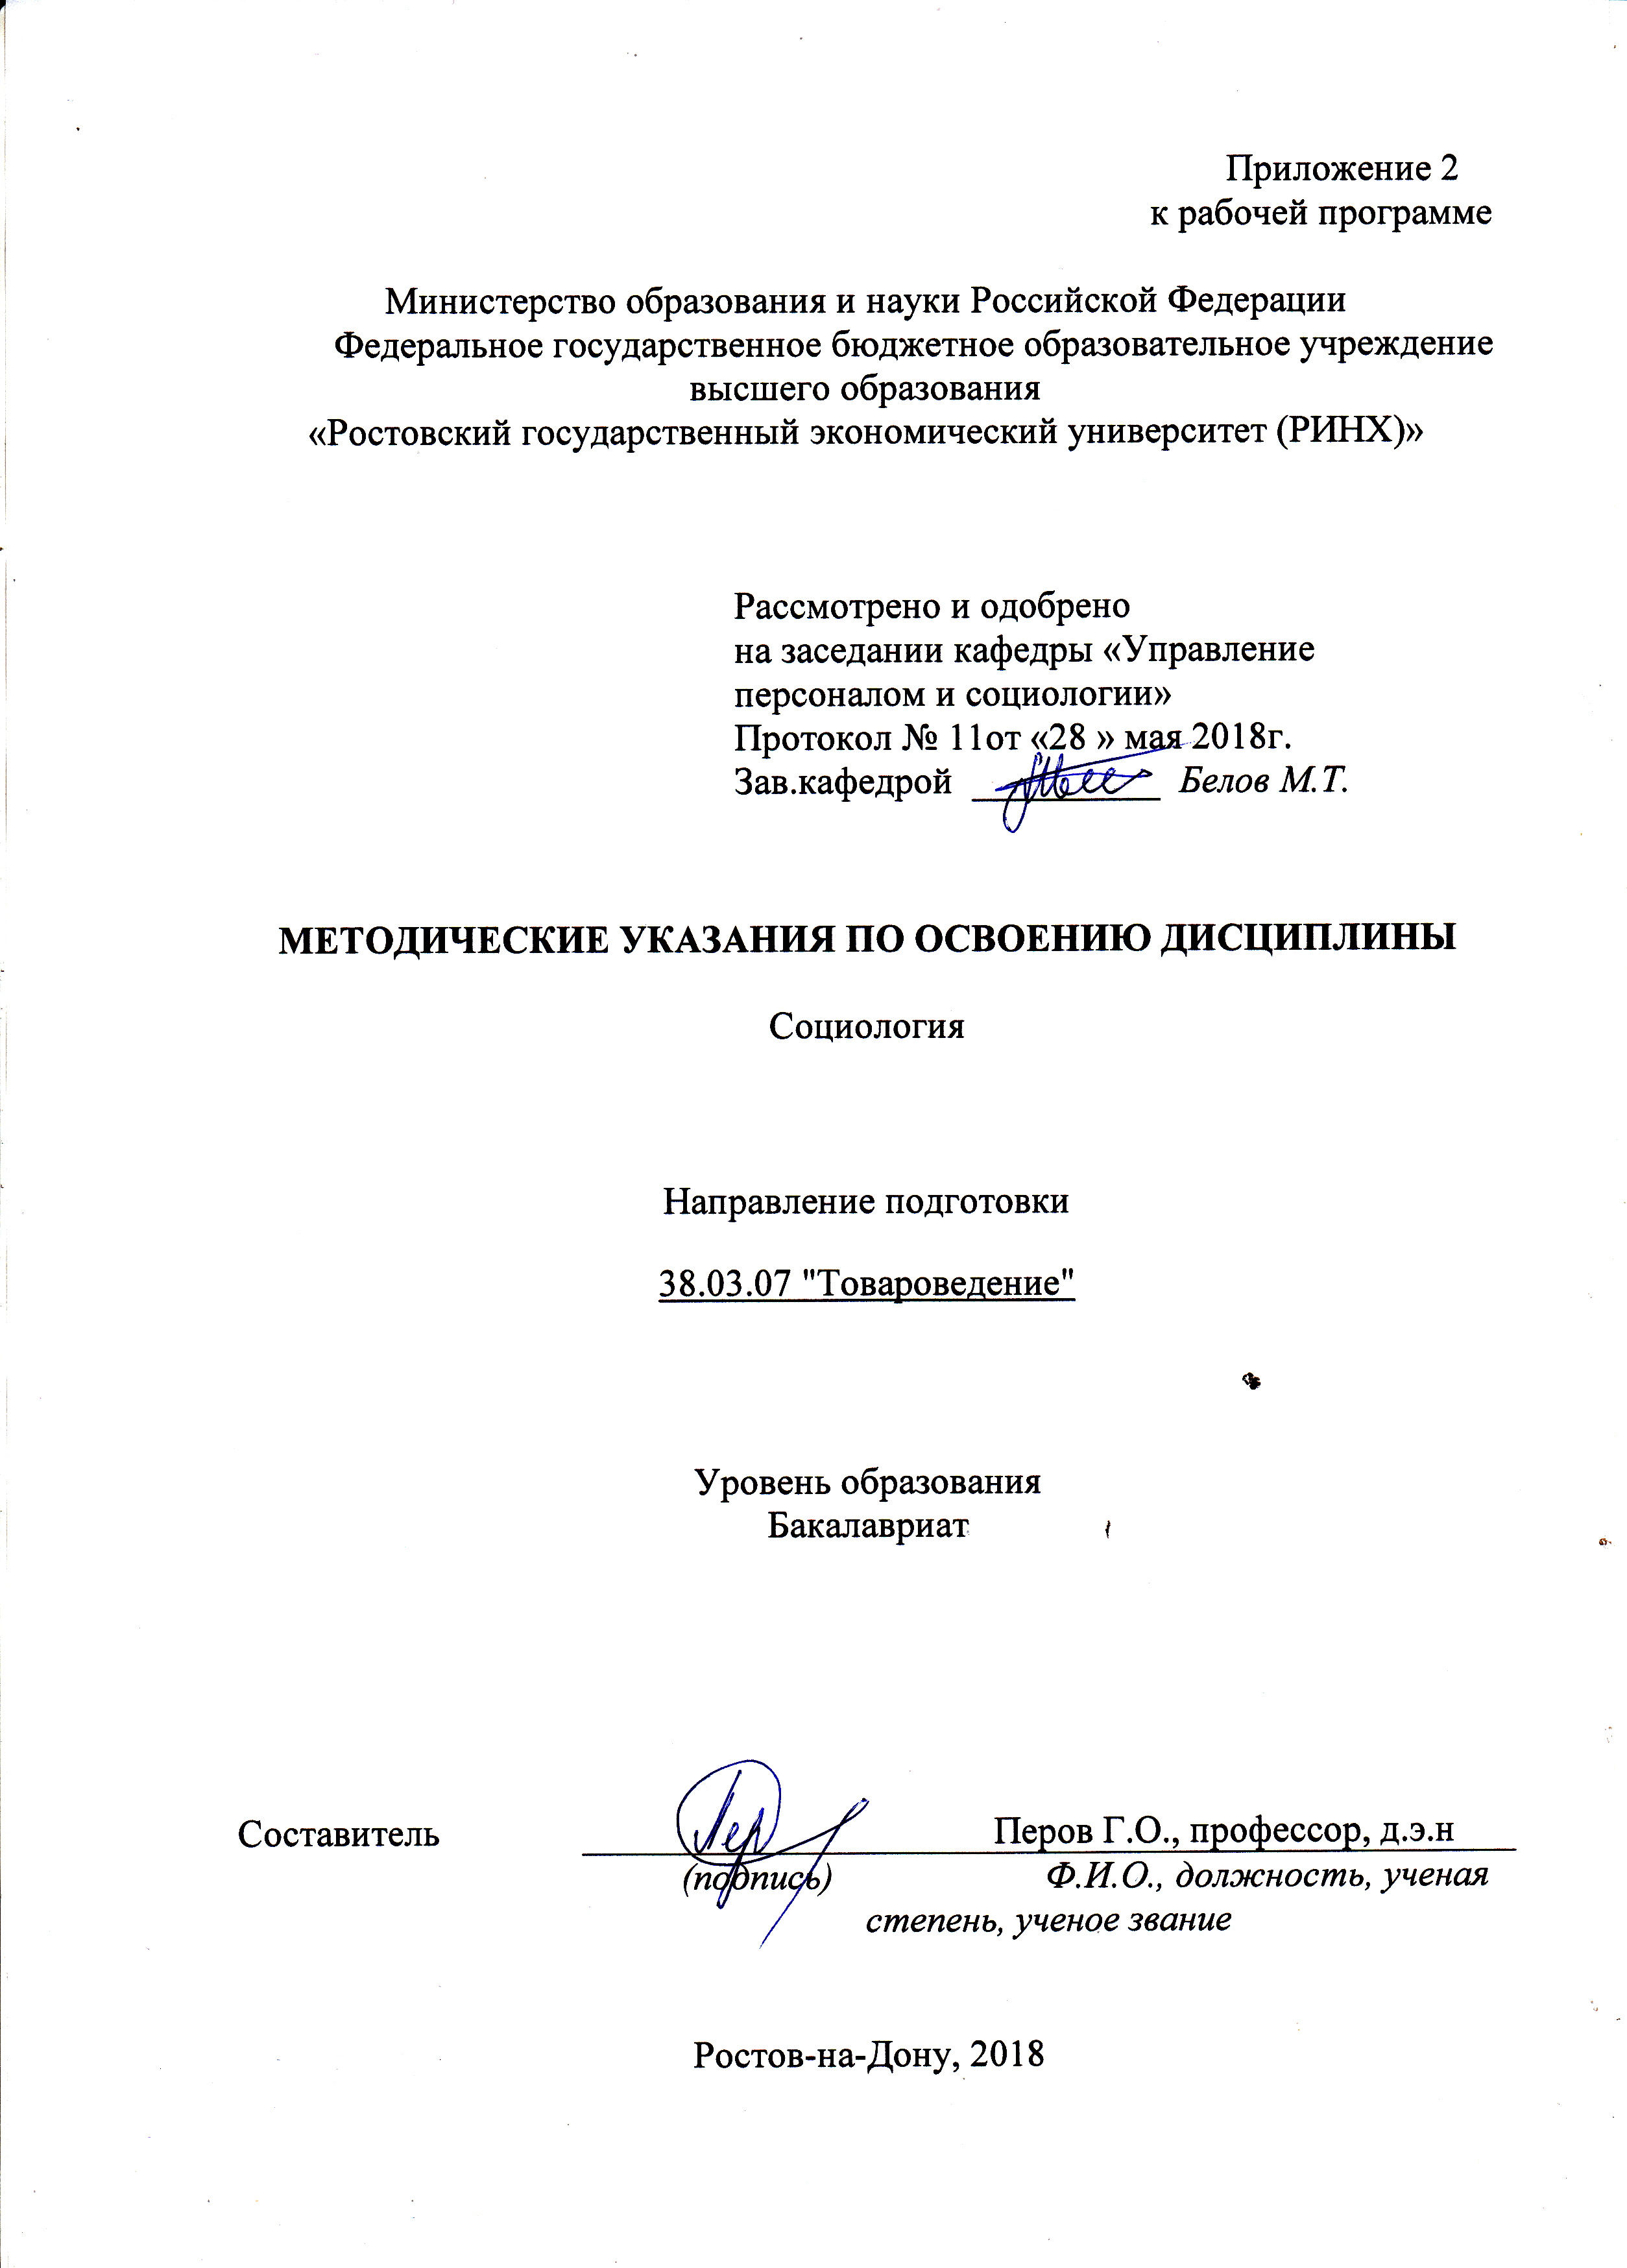 Приложение 2
к рабочей программе
Министерство образования и науки Российской Федерации
Федеральное государственное бюджетное образовательное учреждение
высшего образования
«Ростовский государственный экономический университет (РИНХ)»
Рассмотрено и одобрено
на заседании кафедры «Управление
персоналом и социологии»
Протокол № 11от «28 » мая 2018г.
Зав.кафедрой Белов М.Т.
МЕТОДИЧЕСКИЕ УКАЗАНИЯ ПО ОСВОЕНИЮ ДИСЦИПЛИНЫ
Социология
Направление подготовки
38.03.07 "Товароведение"
Уровень образования
Бакалавриат
Составитель Перов Г.О., профессор, д.э.н
(подпись) Ф.И.О., должность, ученая
степень, ученое звание
Ростов-на-Дону, 2018